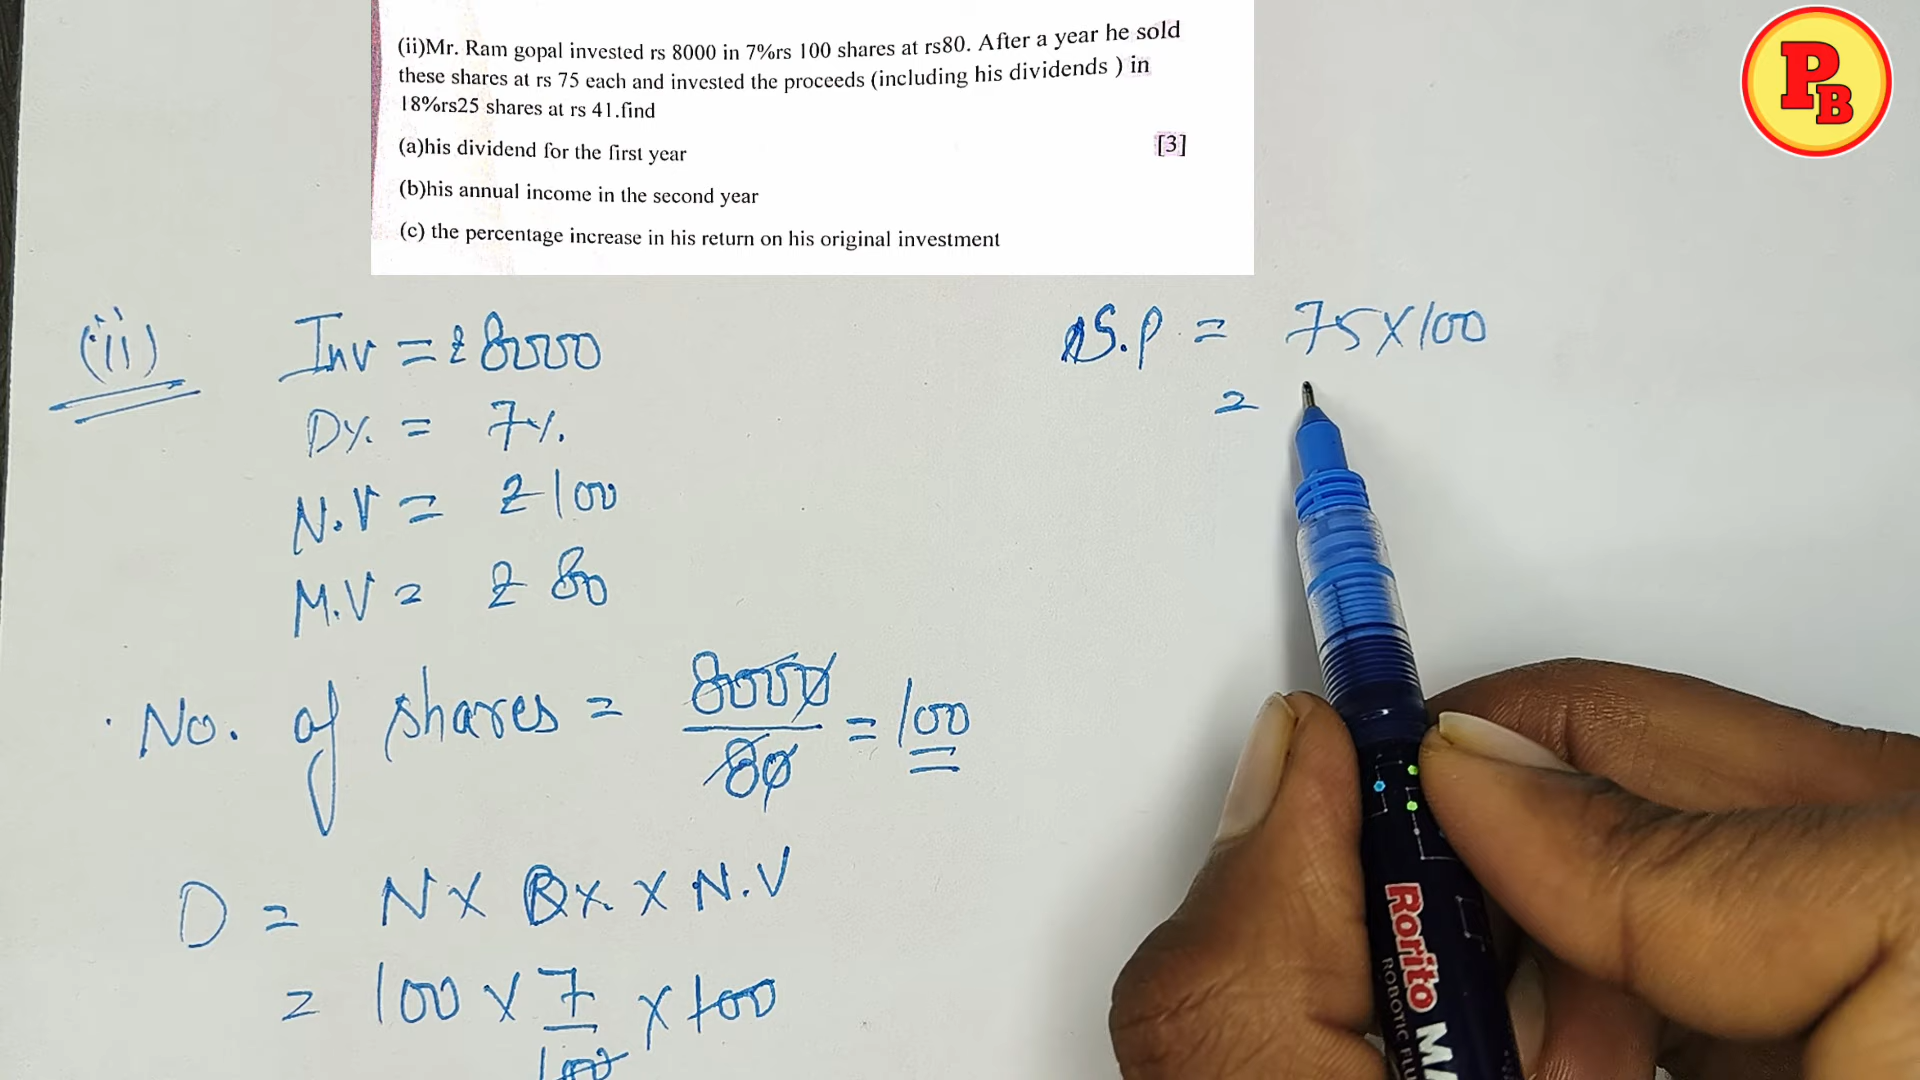 (ii)Mr. Ram gopal invested rs 8000 in 7%rs 100 shares at rs80. After a year he sold
these shares at rs 75 each and invested the proceeds (including his dividends ) in
18%rs25 shares at rs 41.find
(a)his dividend for the first year [3]
(b)his annual income in the second year
(c) the percentage increase in his return on his original investment
PB
(ii)
Inv = ₹ 8000
D% = 7%
N.V = ₹ 100
M.V = ₹ 80
No. of shares = 8000/80 = 100
D = N × D% × N.V
= 100 × 7/100 × 100
S.P = 75×100
=
Rorito MA
ROBOTIC FLU